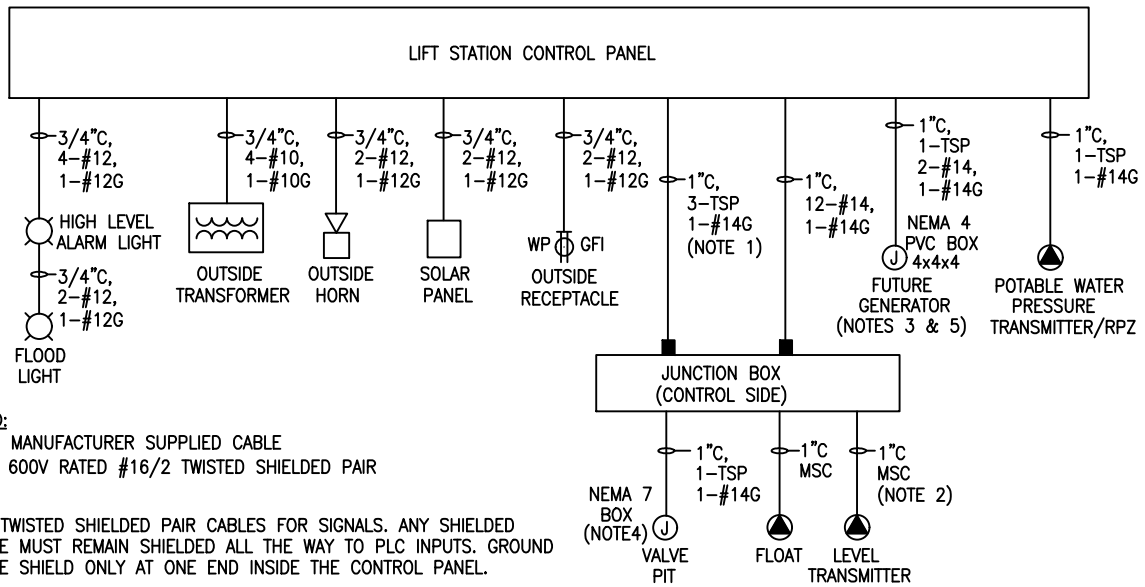 LIFT STATION CONTROL PANEL
3/4"C,
4-#12,
1-#12G
3/4"C,
4-#10,
1-#10G
3/4"C,
2-#12,
1-#12G
3/4"C,
2-#12,
1-#12G
3/4"C,
2-#12,
1-#12G
1"C,
3-TSP
1-#14G
(NOTE 1)
1"C,
12-#14,
1-#14G
1"C,
1-TSP
2-#14,
1-#14G
1"C,
1-TSP
1-#14G
HIGH LEVEL
ALARM LIGHT
3/4"C,
2-#12,
1-#12G
FLOOD
LIGHT
OUTSIDE
TRANSFORMER
OUTSIDE
HORN
SOLAR
PANEL
WP GFI
OUTSIDE
RECEPTACLE
NEMA 4
PVC BOX
4x4x4
J
FUTURE
GENERATOR
(NOTES 3 & 5)
POTABLE WATER
PRESSURE
TRANSMITTER/RPZ
JUNCTION BOX
(CONTROL SIDE)
1"C,
1-TSP
1-#14G
1"C
MSC
1"C
MSC
(NOTE 2)
NEMA 7
BOX
(NOTE4)
J
VALVE
PIT
FLOAT
LEVEL
TRANSMITTER
MANUFACTURER SUPPLIED CABLE
600V RATED #16/2 TWISTED SHIELDED PAIR
TWISTED SHIELDED PAIR CABLES FOR SIGNALS. ANY SHIELDED
MUST REMAIN SHIELDED ALL THE WAY TO PLC INPUTS. GROUND
SHIELD ONLY AT ONE END INSIDE THE CONTROL PANEL.